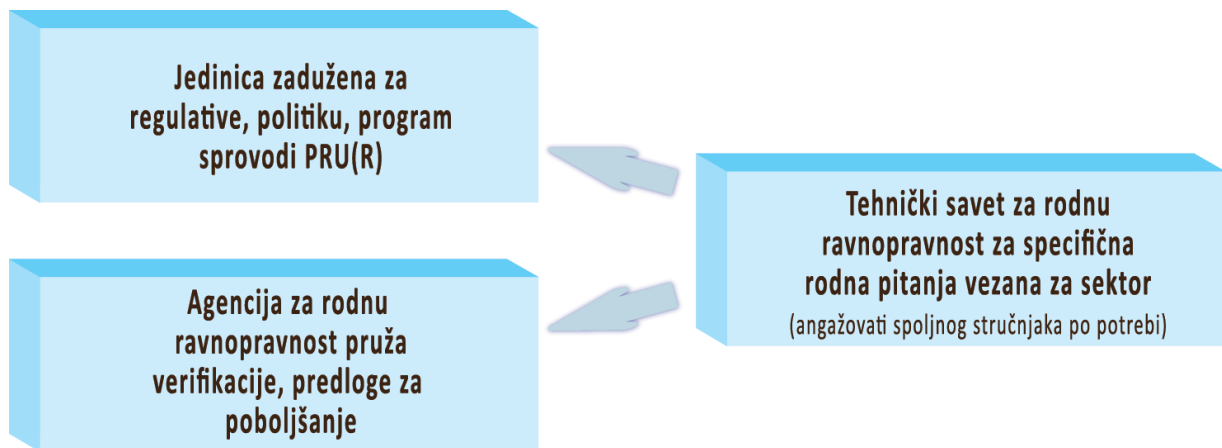 Jedinica zadužena za
regulative, politiku, program
sprovodi PRU(R)
Agencija za rodnu
ravnopravnost pruža
verifikacije, predloge za
poboljšanje
Tehnički savet za rodnu
ravnopravnost za specifična
rodna pitanja vezana za sektor
(angažovati spoljnog stručnjaka po potrebi)